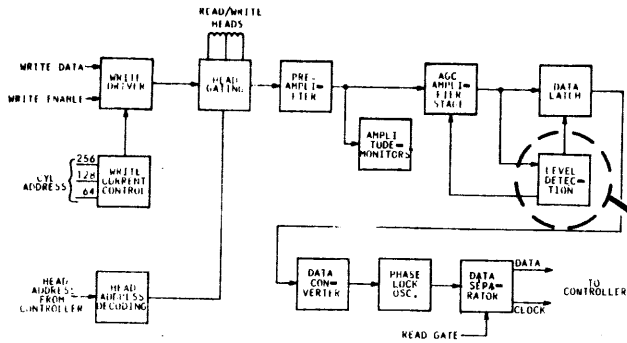 READ/WRITE
HEADS
WRITE DATA
WRITE ENABLE
WRITE
DRIVER
HEAD
GATING
PRE-
AMPLI-
FIER
AGC
AMPLI-
FIER
STAGE
DATA
LATCH
AMPLI
TUDE-
MONITORS
LEVEL
DETEC-
TION
256
128
64
CYL
ADDRESS
WRITE
CURRENT
CONTROL
HEAD
ADDRESS
FROM
CONTROLLER
HEAD
ADDRESS
DECODING
DATA
CON-
VERTER
PHASE
LOCK
OSC.
DATA
SEPA-
RATOR
DATA
CLOCK
TO
CONTROLLER
READ GATE